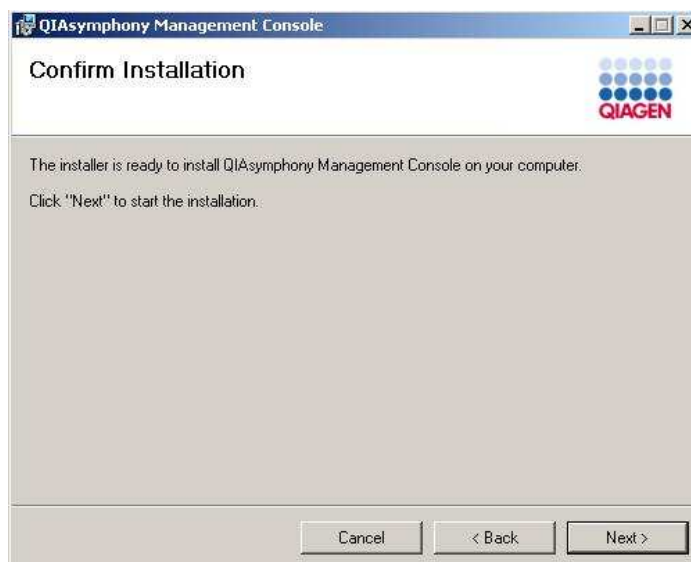 QIAsymphony Management Console
Confirm Installation
QIAGEN
The installer is ready to install QIAsymphony Management Console on your computer.
Click "Next" to start the installation.
Cancel
< Back
Next >